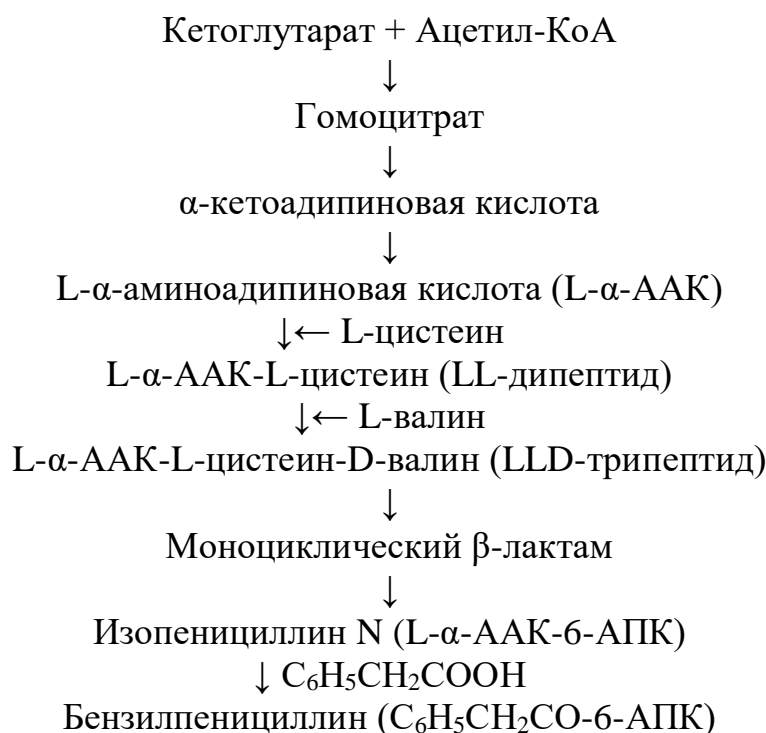 Кетоглутарат + Ацетил-КоА
↓
Гомоцитрат
↓
α-кетоадипиновая кислота
↓
L-α-аминоадипиновая кислота (L-α-ААК)
↓← L-цистеин
L-α-ААК-L-цистеин (LL-дипептид)
↓← L-валин
L-α-ААК-L-цистеин-D-валин (LLD-трипептид)
↓
Моноциклический β-лактам
↓
Изопенициллин N (L-α-ААК-6-АПК)
↓ C₆H₅CH₂COOH
Бензилпенициллин (C₆H₅CH₂CO-6-АПК)